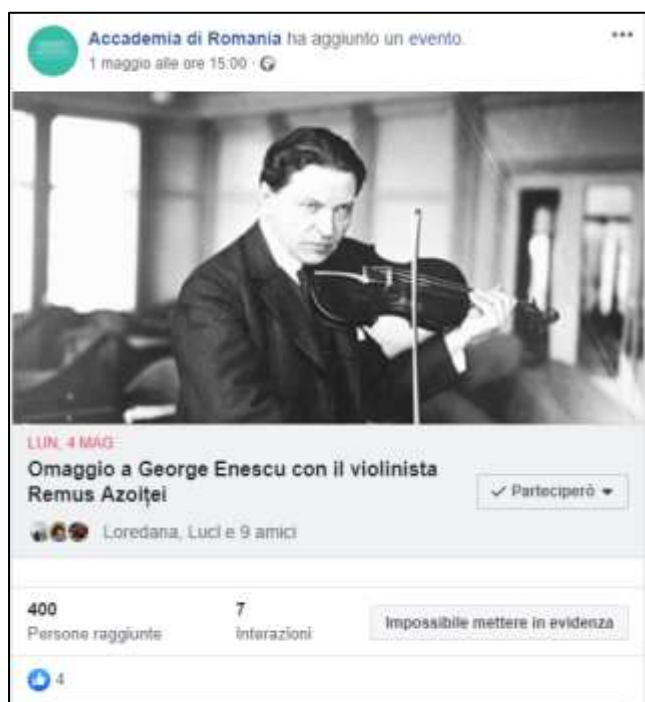 Accademia di Romania ha aggiunto un evento.
1 maggio alle ore 15:00 ·
LUN, 4 MAG
Omaggio a George Enescu con il violinista
Remus Azoiței
Parteciperò
Loredana, Luci e 9 amici
400
Persone raggiunte
7
Interazioni
Impossibile mettere in evidenza
4